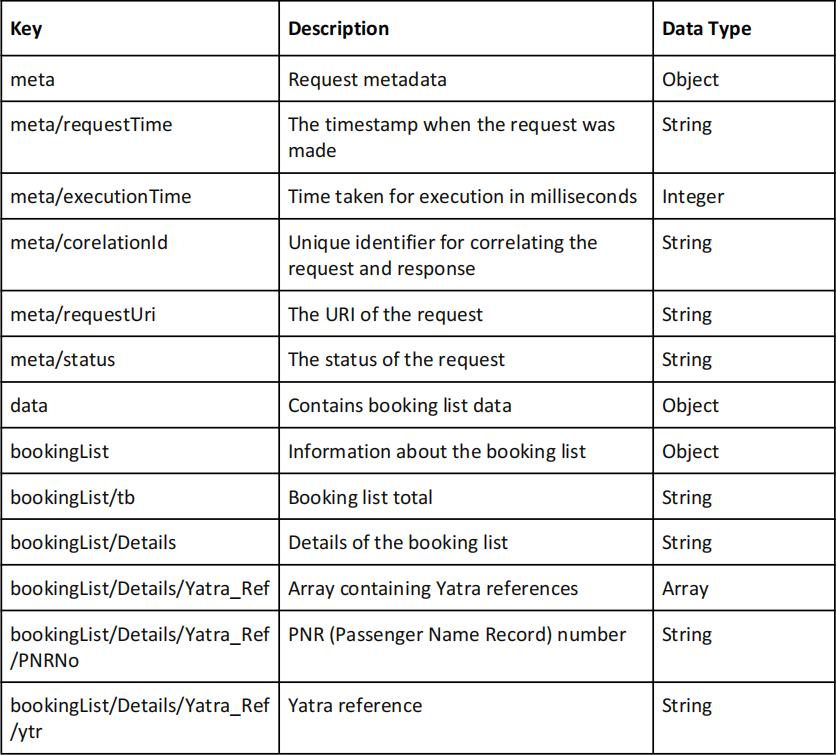 Key Description Data Type
meta Request metadata Object
meta/requestTime The timestamp when the request was String
made
meta/executionTime Time taken for execution in milliseconds Integer
meta/corelationId Unique identifier for correlating the String
request and response
meta/requestUri The URI of the request String
meta/status The status of the request String
data Contains booking list data Object
bookingList Information about the booking list Object
bookingList/tb Booking list total String
bookingList/Details Details of the booking list String
bookingList/Details/Yatra_Ref Array containing Yatra references Array
bookingList/Details/Yatra_Ref PNR (Passenger Name Record) number String
/PNRNo
bookingList/Details/Yatra_Ref Yatra reference String
/ytr